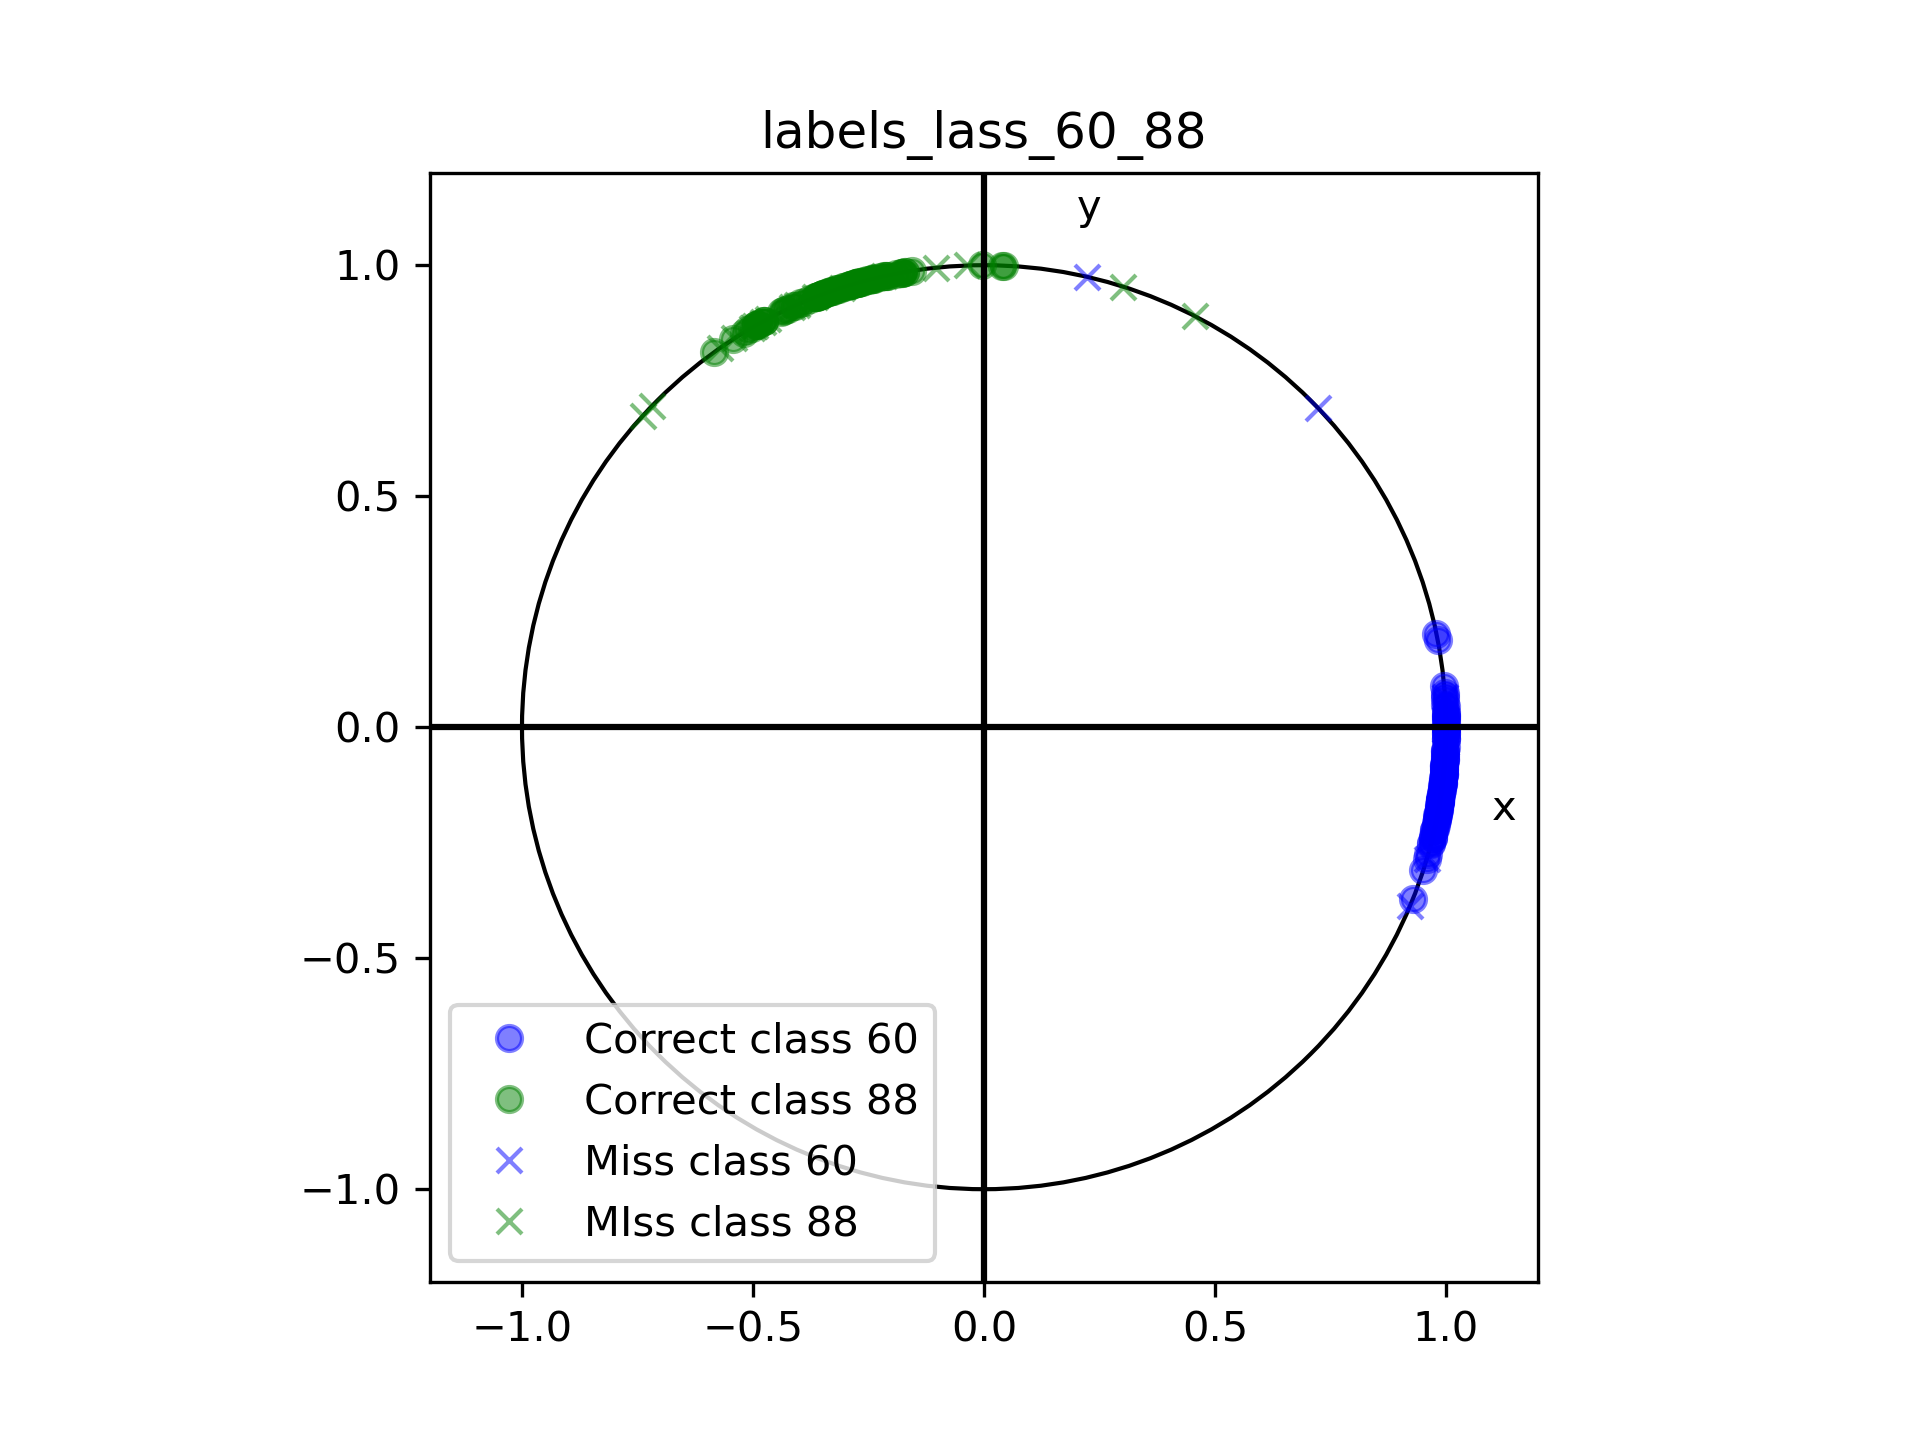 labels_lass_60_88
y
1.0
0.5
0.0
x
−0.5
−1.0
Correct class 60
Correct class 88
Miss class 60
MIss class 88
−1.0 −0.5 0.0 0.5 1.0